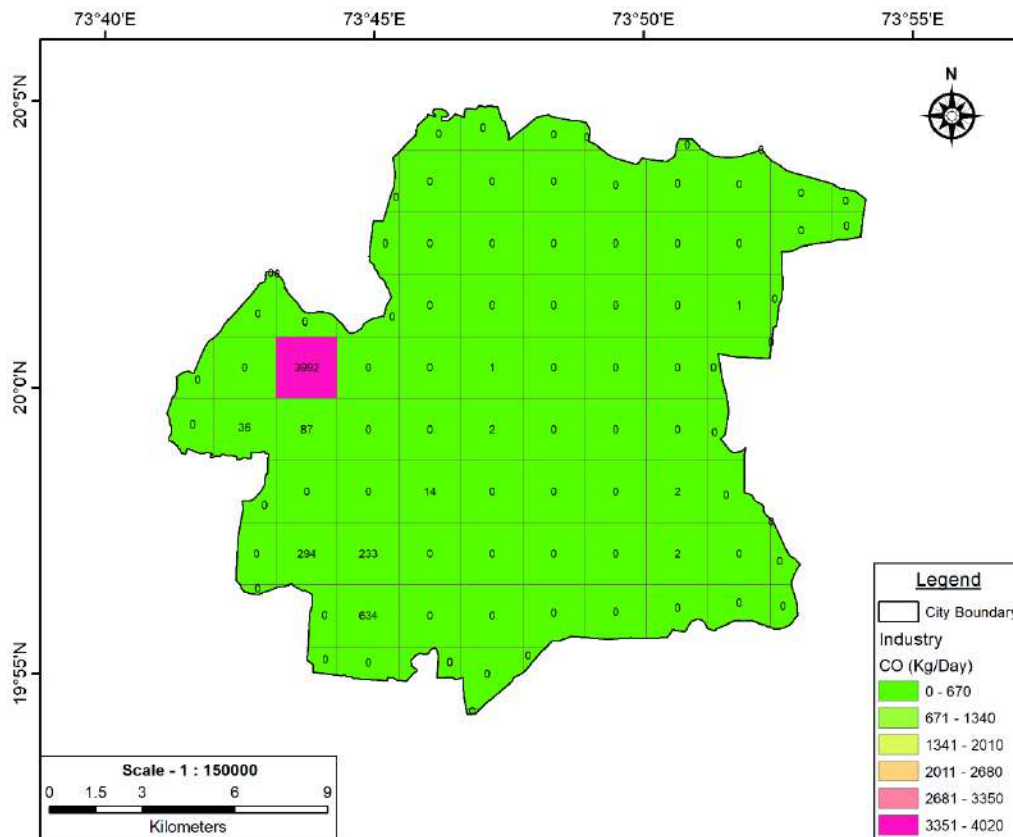 73°40'E 73°45'E 73°50'E 73°55'E
20°5'N
N
0 0 0 0 0 0
0 0 0 0 0 0 0 0
0 0 0
0 0 0 0 0 0 0
0 0 0 0 0 0 0 1 0
0 0 0
20°0'N
0 0 3992 0 0 1 0 0 0 0
0 36 87 0 0 2 0 0 0 0
0 0 14 0 0 0 2 0
0 0
0 294 233 0 0 0 0 2 0 0
0
0 634 0 0 0 0 0 0 0
19°55'N
0 0 0 0 0
0
Legend
City Boundary
Industry
CO (Kg/Day)
0 - 670
671 - 1340
1341 - 2010
2011 - 2680
2681 - 3350
3351 - 4020
Scale - 1 : 150000
0 1.5 3 6 9
Kilometers